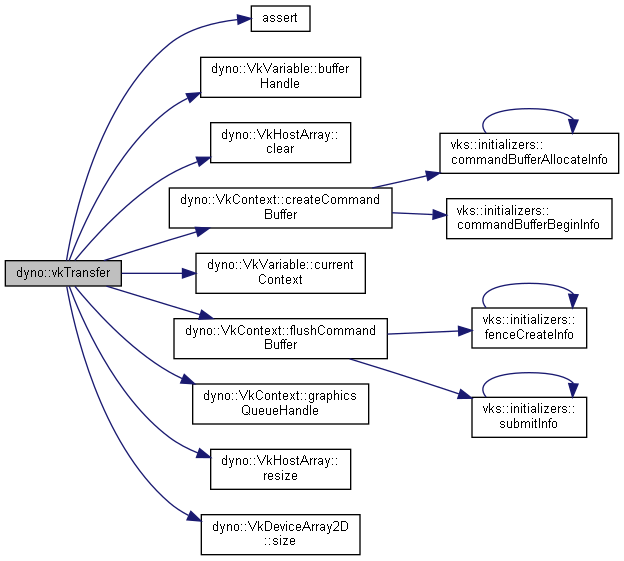 assert
dyno::VkVariable::buffer
Handle
dyno::VkHostArray::
clear
vks::initializers::
commandBufferAllocateInfo
dyno::VkContext::createCommand
Buffer
vks::initializers::
commandBufferBeginInfo
dyno::vkTransfer
dyno::VkVariable::current
Context
dyno::VkContext::flushCommand
Buffer
vks::initializers::
fenceCreateInfo
dyno::VkContext::graphics
QueueHandle
vks::initializers::
submitInfo
dyno::VkHostArray::
resize
dyno::VkDeviceArray2D
::size